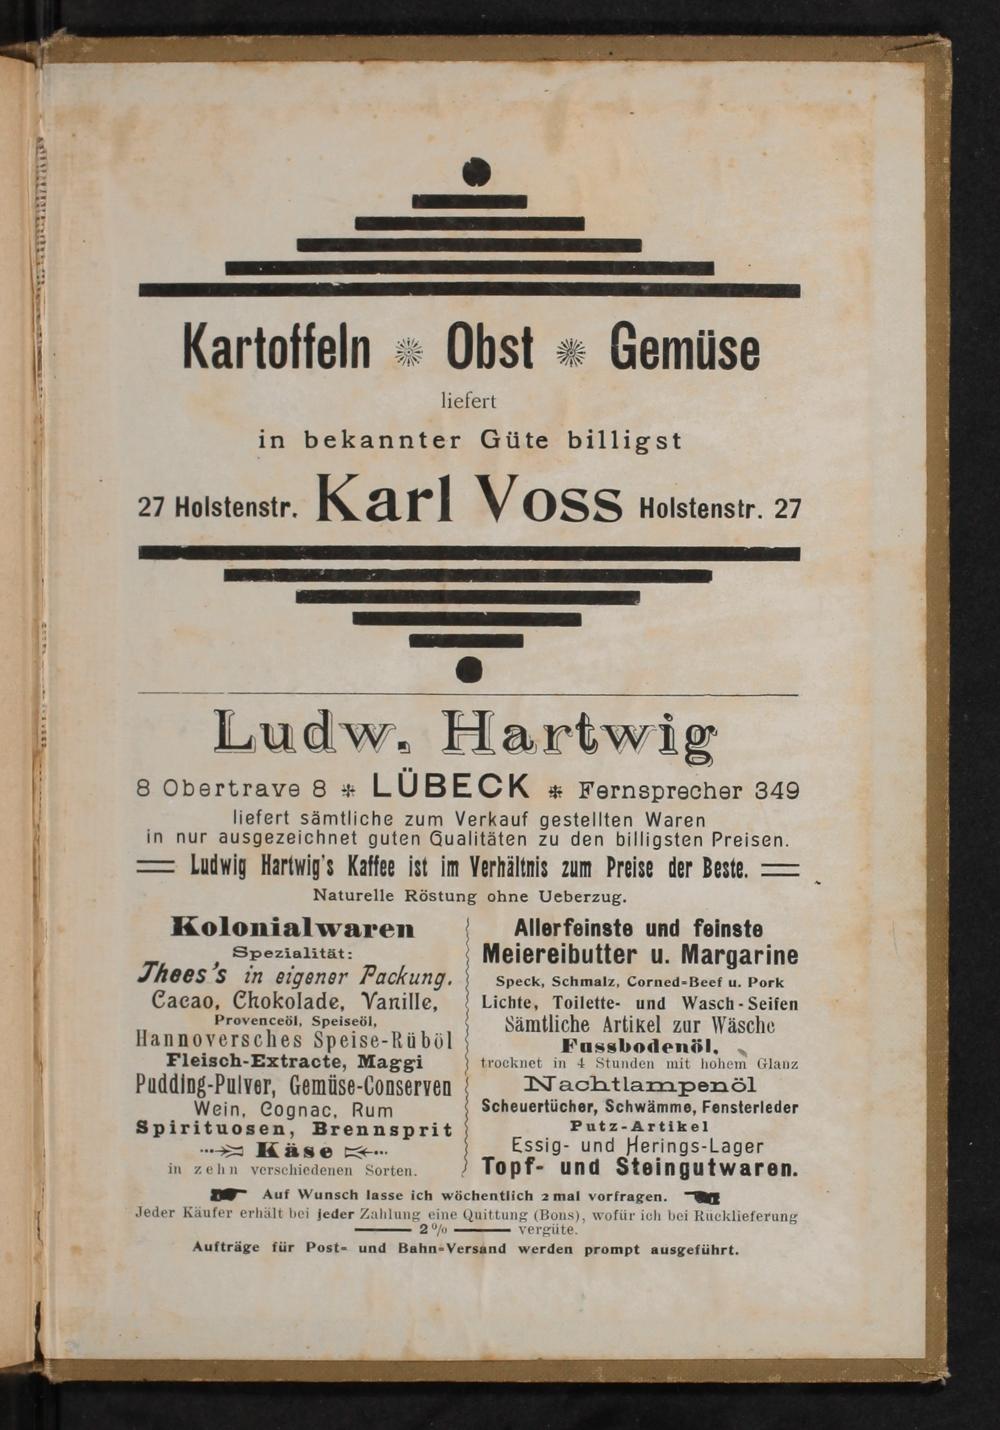 Kartoffeln Obst Gemüse
liefert
in bekannter Güte billigst
27 Holstenstr. Karl Voss Holstenstr. 27
Ludw. Hartwig
8 Obertrave 8 * LÜBECK * Fernsprecher 349
liefert sämtliche zum Verkauf gestellten Waren
in nur ausgezeichnet guten Qualitäten zu den billigsten Preisen.
Ludwig Hartwig's Kaffee ist im Verhältnis zum Preise der Beste.
Naturelle Röstung ohne Ueberzug.
Kolonialwaren
Spezialität:
Thees's in eigener Packung.
Cacao, Chokolade, Vanille,
Provenceöl, Speiseöl,
Hannoversches Speise-Rüböl
Fleisch-Extracte, Maggi
Pudding-Pulver, Gemüse-Conserven
Wein, Cognac, Rum
Spirituosen, Brennsprit
Käse
in zehn verschiedenen Sorten.
Allerfeinste und feinste
Meiereibutter u. Margarine
Speck, Schmalz, Corned-Beef u. Pork
Lichte, Toilette- und Wasch-Seifen
Sämtliche Artikel zur Wäsche
Fussbodenöl,
trocknet in 4 Stunden mit hohem Glanz
Nachtlampenöl
Scheuertücher, Schwämme, Fensterleder
Putz-Artikel
Essig- und Herings-Lager
Topf- und Steingutwaren.
Auf Wunsch lasse ich wöchentlich 2 mal vorfragen.
Jeder Käufer erhält bei jeder Zahlung eine Quittung (Bons), wofür ich bei Rücklieferung
2% vergüte.
Aufträge für Post- und Bahn-Versand werden prompt ausgeführt.